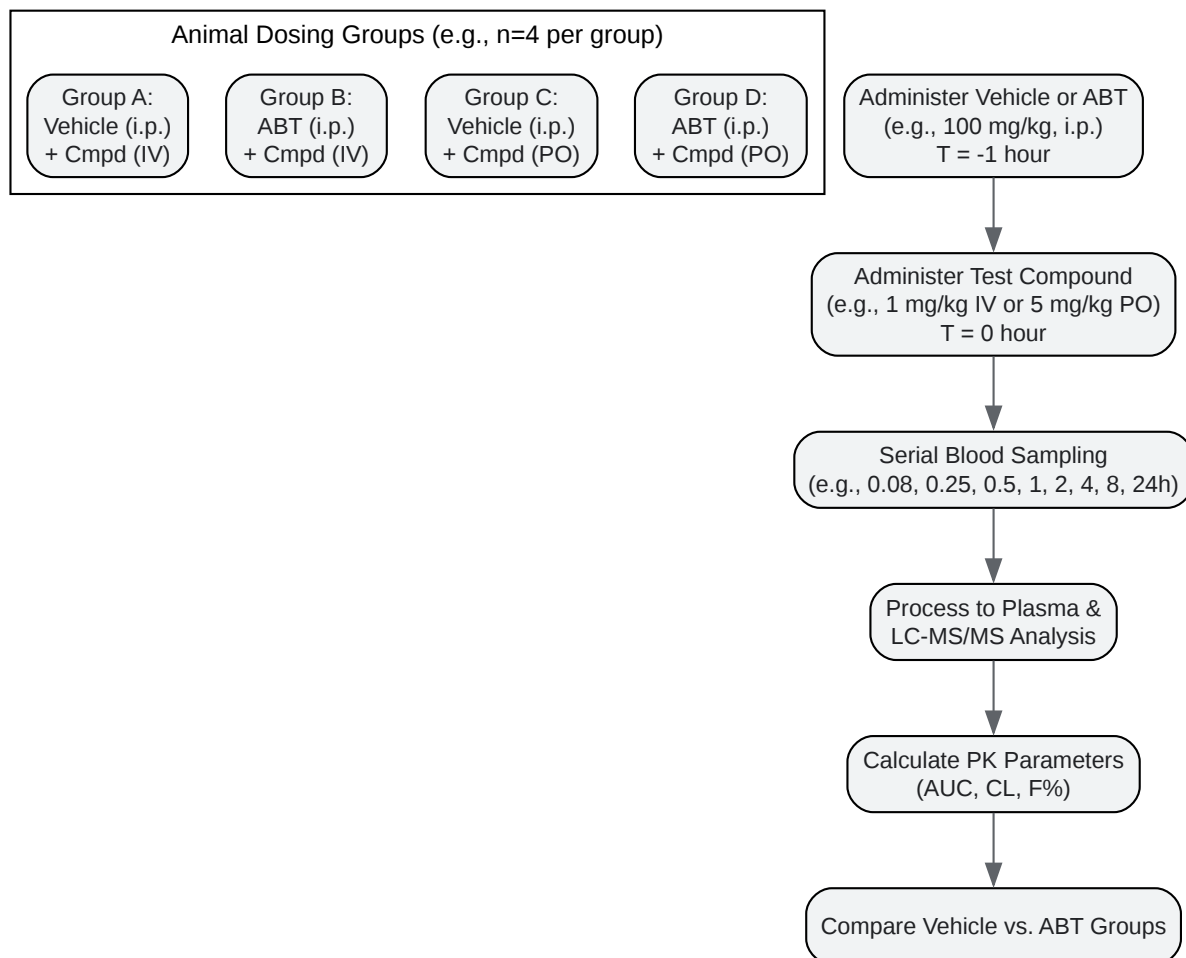 Animal Dosing Groups (e.g., n=4 per group)
Group A:
Vehicle (i.p.)
+ Cmpd (IV)
Group B:
ABT (i.p.)
+ Cmpd (IV)
Group C:
Vehicle (i.p.)
+ Cmpd (PO)
Group D:
ABT (i.p.)
+ Cmpd (PO)
Administer Vehicle or ABT
(e.g., 100 mg/kg, i.p.)
T = -1 hour
Administer Test Compound
(e.g., 1 mg/kg IV or 5 mg/kg PO)
T = 0 hour
Serial Blood Sampling
(e.g., 0.08, 0.25, 0.5, 1, 2, 4, 8, 24h)
Process to Plasma &
LC-MS/MS Analysis
Calculate PK Parameters
(AUC, CL, F%)
Compare Vehicle vs. ABT Groups